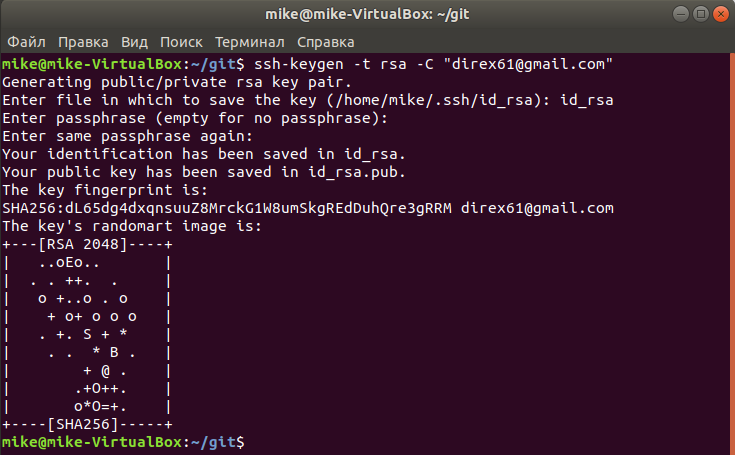 mike@mike-VirtualBox: ~/git
Файл Правка Вид Поиск Терминал Справка
mike@mike-VirtualBox:~/git$ ssh-keygen -t rsa -C "direx61@gmail.com"
Generating public/private rsa key pair.
Enter file in which to save the key (/home/mike/.ssh/id_rsa): id_rsa
Enter passphrase (empty for no passphrase):
Enter same passphrase again:
Your identification has been saved in id_rsa.
Your public key has been saved in id_rsa.pub.
The key fingerprint is:
SHA256:dL65dg4dxqnsuuZ8MrckG1W8umSkgREdDuhQre3gRRM direx61@gmail.com
The key's randomart image is:
+---[RSA 2048]----+
|   ..oEo..       |
|  . . ++.  .     |
|   o +..o . o    |
|    + o+ o o o   |
|   . +. S + *    |
|    . .  * B .   |
|        + @ .    |
|       .+O++.    |
|       o*O=+.    |
+----[SHA256]-----+
mike@mike-VirtualBox:~/git$